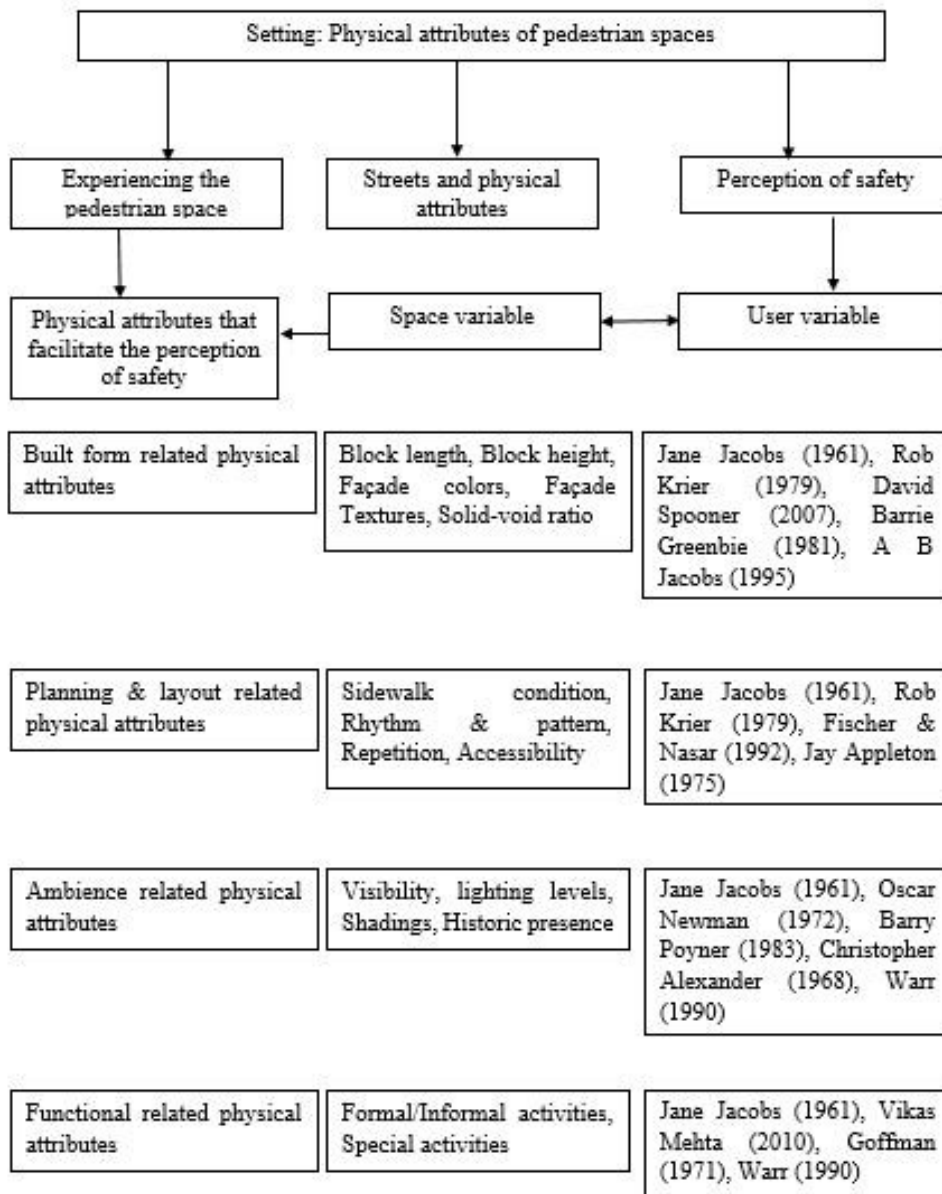 Setting: Physical attributes of pedestrian spaces
Experiencing the
pedestrian space
Streets and physical
attributes
Perception of safety
Physical attributes that
facilitate the perception
of safety
Space variable
User variable
Built form related physical
attributes
Block length, Block height,
Façade colors, Façade
Textures, Solid-void ratio
Jane Jacobs (1961), Rob
Krier (1979), David
Spooner (2007), Barrie
Greenbie (1981), A B
Jacobs (1995)
Planning & layout related
physical attributes
Sidewalk condition,
Rhythm & pattern,
Repetition, Accessibility
Jane Jacobs (1961), Rob
Krier (1979), Fischer &
Nasar (1992), Jay Appleton
(1975)
Ambience related physical
attributes
Visibility, lighting levels,
Shadings, Historic presence
Jane Jacobs (1961), Oscar
Newman (1972), Barry
Poyner (1983), Christopher
Alexander (1968), Warr
(1990)
Functional related physical
attributes
Formal/Informal activities,
Special activities
Jane Jacobs (1961), Vikas
Mehta (2010), Goffman
(1971), Warr (1990)